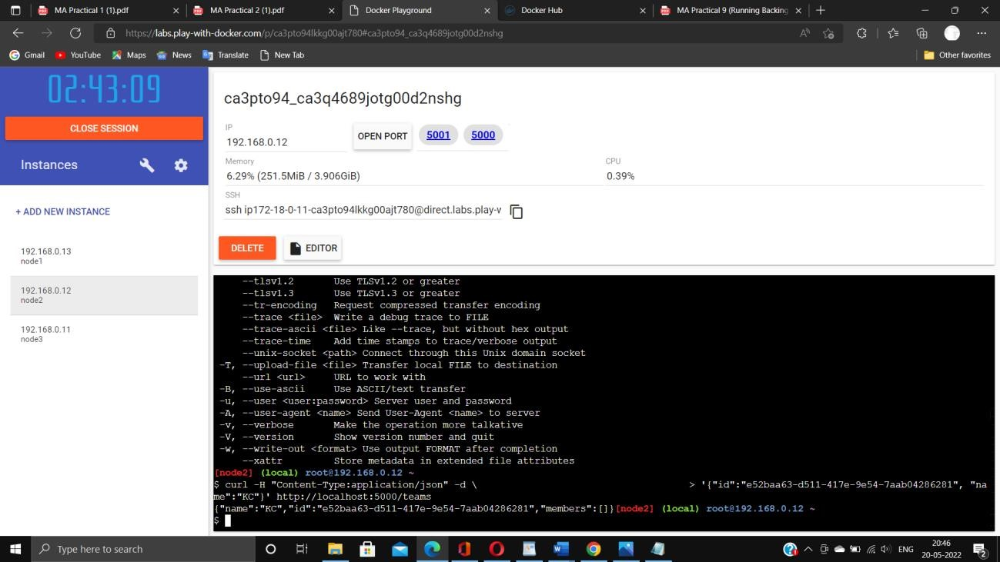 MA Practical 1 (1).pdf
MA Practical 2 (1).pdf
Docker Playground
Docker Hub
MA Practical 9 (Running Backing
https://labs.play-with-docker.com/p/ca3pto94lkkg00ajt780#ca3pto94_ca3q4689jotg00d2nshg
Gmail
YouTube
Maps
News
Translate
New Tab
Other favorites
02:43:09
CLOSE SESSION
Instances
+ ADD NEW INSTANCE
192.168.0.13
node1
192.168.0.12
node2
192.168.0.11
node3
ca3pto94_ca3q4689jotg00d2nshg
IP
192.168.0.12
OPEN PORT
5001
5000
Memory
6.29% (251.5MiB / 3.906GiB)
CPU
0.39%
SSH
ssh ip172-18-0-11-ca3pto94lkkg00ajt780@direct.labs.play-v
DELETE
EDITOR
--tlsv1.2 Use TLSv1.2 or greater
--tlsv1.3 Use TLSv1.3 or greater
--tr-encoding Request compressed transfer encoding
--trace <file> Write a debug trace to FILE
--trace-ascii <file> Like --trace, but without hex output
--trace-time Add time stamps to trace/verbose output
--unix-socket <path> Connect through this Unix domain socket
-T, --upload-file <file> Transfer local FILE to destination
--url <url> URL to work with
-B, --use-ascii Use ASCII/text transfer
-u, --user <user:password> Server user and password
-A, --user-agent <name> Send User-Agent <name> to server
-v, --verbose Make the operation more talkative
-V, --version Show version number and quit
-w, --write-out <format> Use output FORMAT after completion
--xattr Store metadata in extended file attributes
[node2] (local) root@192.168.0.12 ~
$ curl -H "Content-Type:application/json" -d \ > '{"id":"e52baa63-d511-417e-9e54-7aab04286281", "na
me":"KC"}' http://localhost:5000/teams
{"name":"KC","id":"e52baa63-d511-417e-9e54-7aab04286281","members":[]}[node2] (local) root@192.168.0.12 ~
$
Type here to search
ENG
20:46
20-05-2022
2